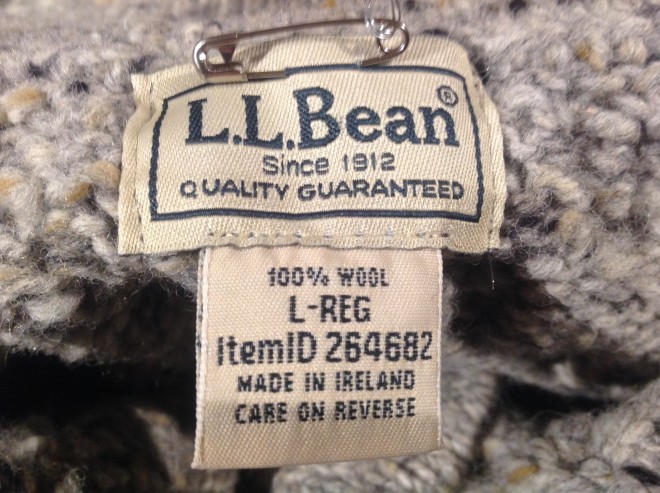 L.L.Bean®
Since 1912
QUALITY GUARANTEED
100% WOOL
L-REG
ItemID 264682
MADE IN IRELAND
CARE ON REVERSE